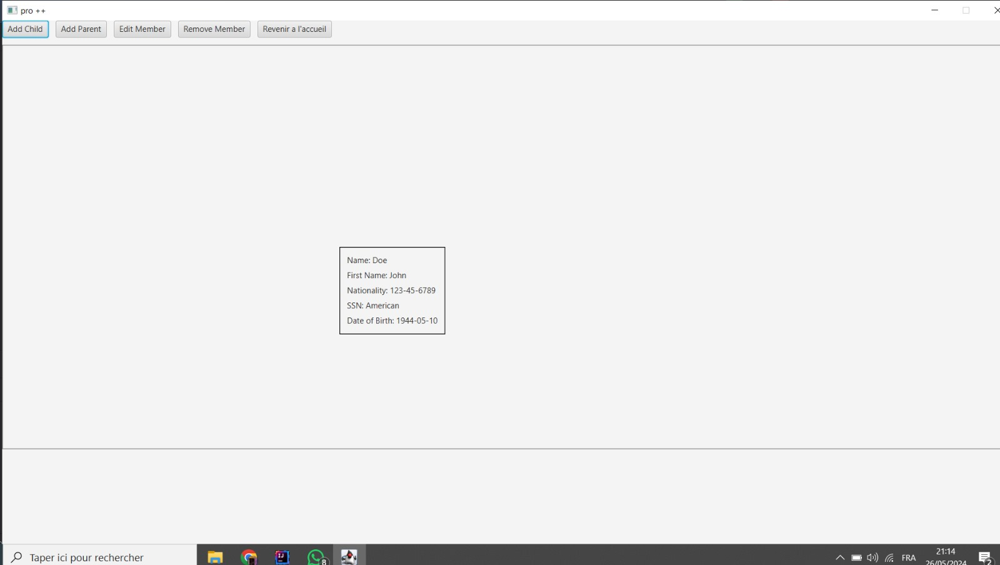 pro ++
Add Child Add Parent Edit Member Remove Member Revenir a l'accueil
Name: Doe
First Name: John
Nationality: 123-45-6789
SSN: American
Date of Birth: 1944-05-10
Taper ici pour rechercher
IJ
8
FRA
21:14
26/05/2024
2